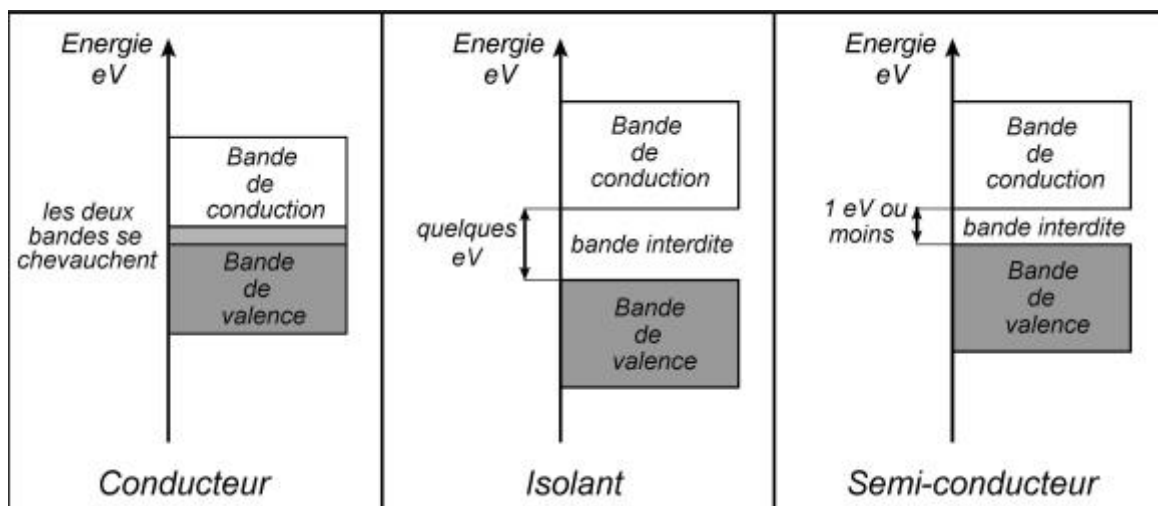 Energie
eV
Bande
de
conduction
les deux
bandes se
chevauchent
Bande
de
valence
Conducteur
Energie
eV
Bande
de
conduction
quelques
eV
bande interdite
Bande
de
valence
Isolant
Energie
eV
Bande
de
conduction
1 eV ou
moins
bande interdite
Bande
de
valence
Semi-conducteur